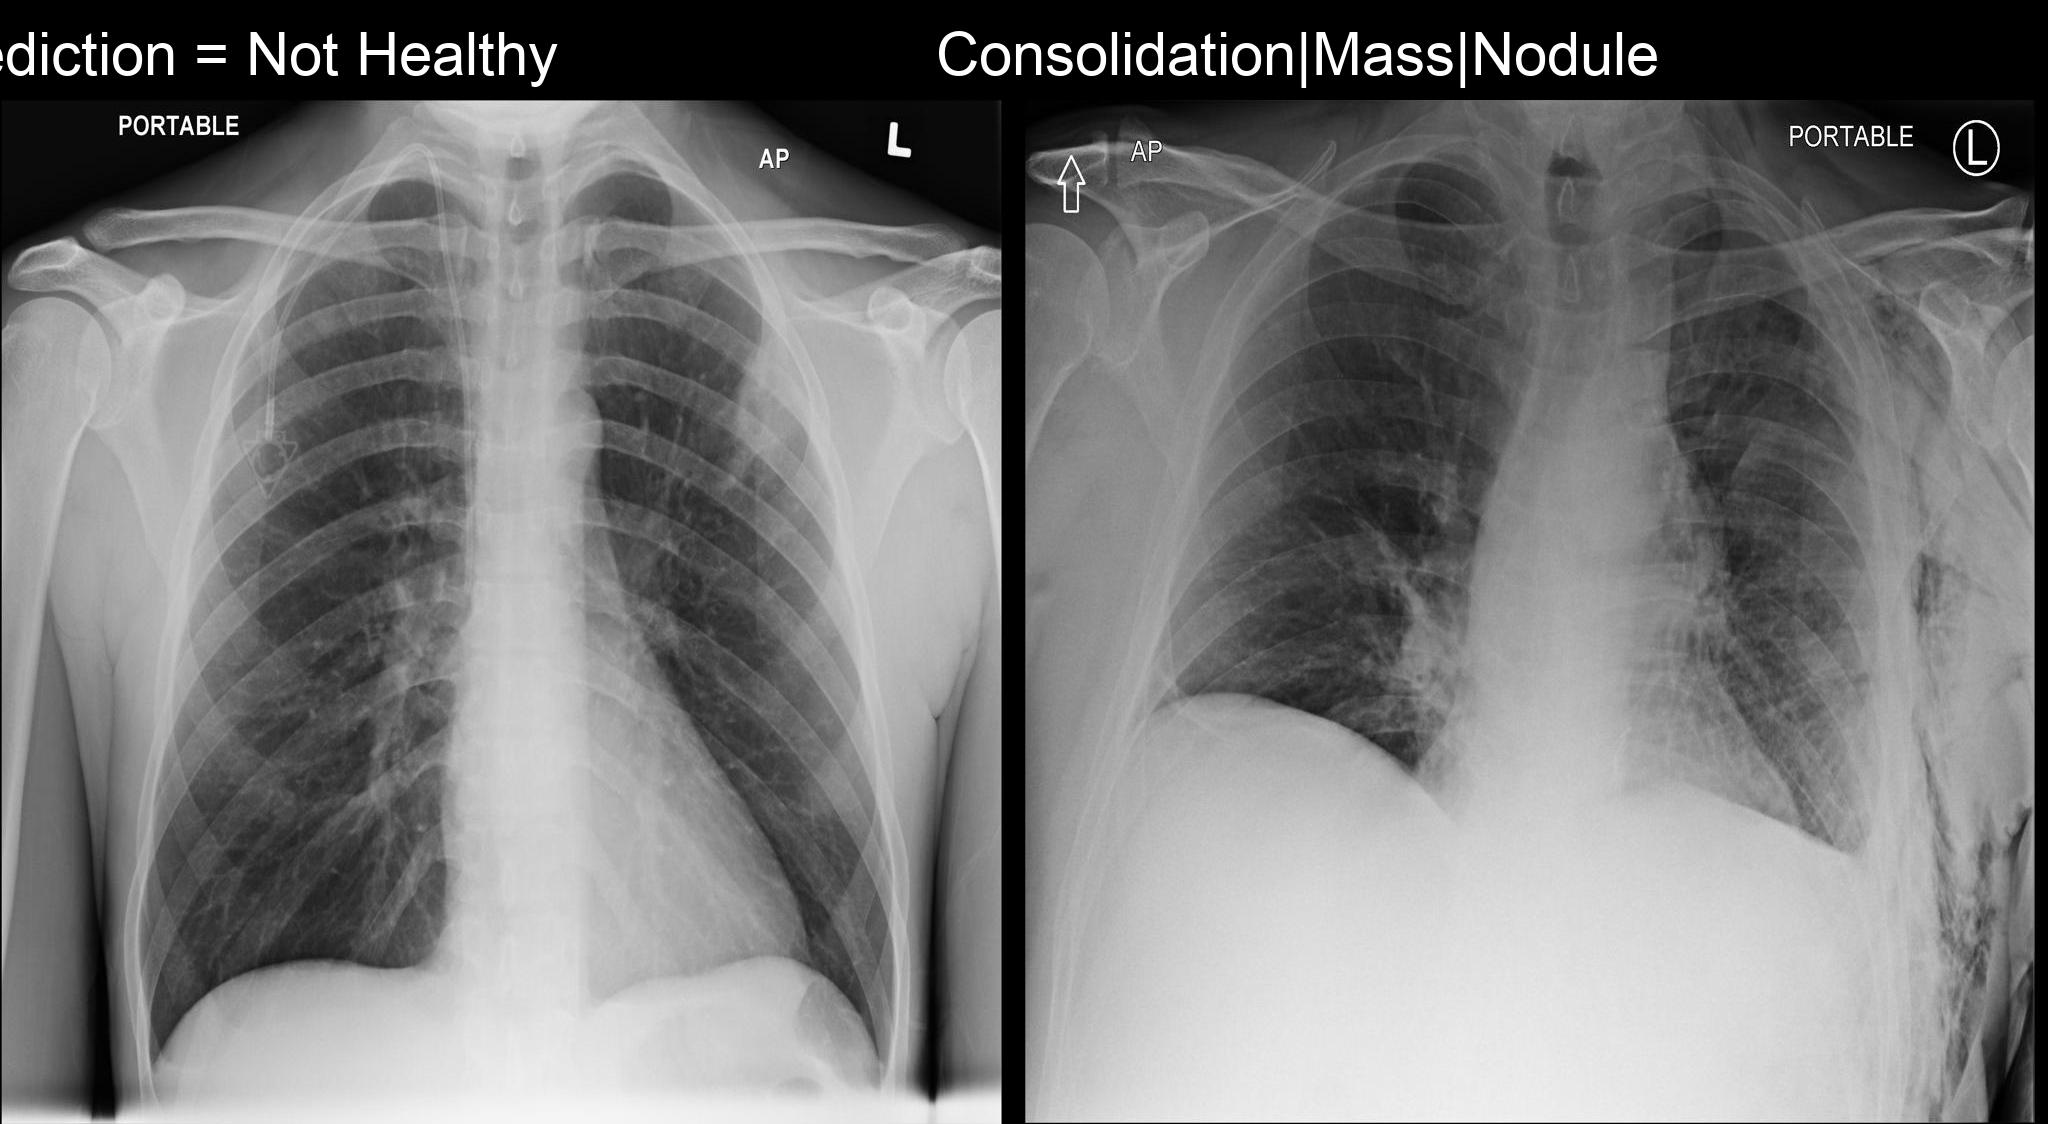 ediction = Not Healthy
Consolidation|Mass|Nodule
PORTABLE
AP
L
AP
PORTABLE
L